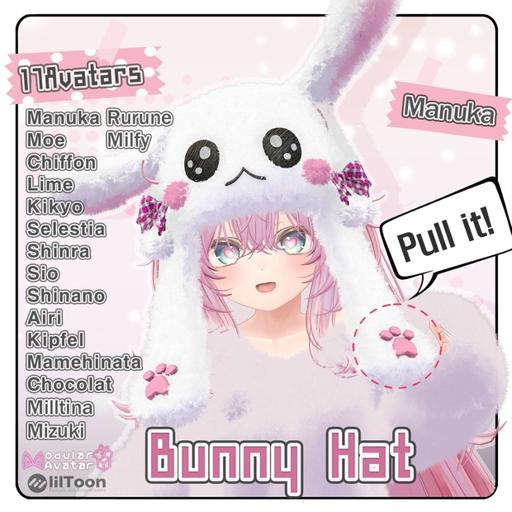 17Avatars
Manuka
Manuka Rurune
Moe Milfy
Chiffon
Lime
Kikyo
Selestia
Shinra
Sio
Shinano
Airi
Kipfel
Mamehinata
Chocolat
Milltina
Mizuki
Pull it!
Modular
Avatar
lilToon
Bunny Hat